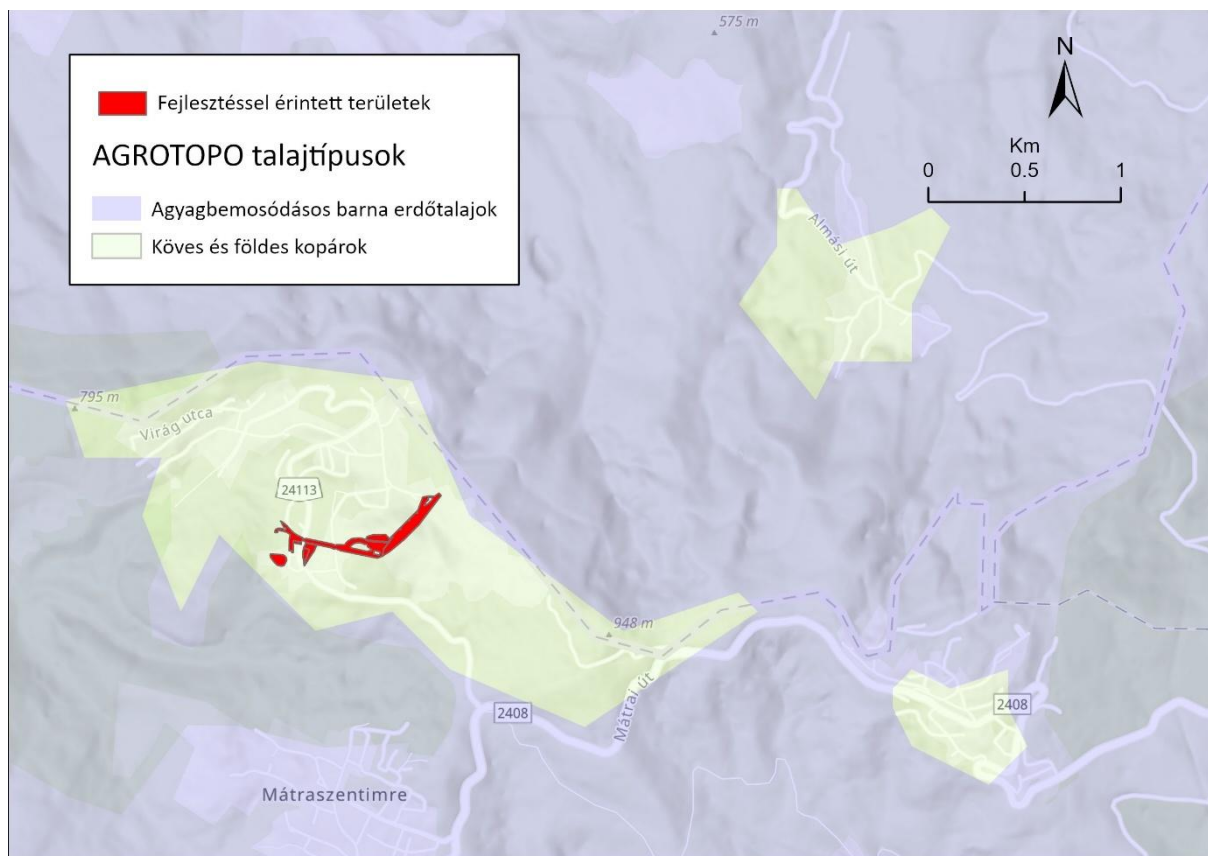 575 m
Fejlesztéssel érintett területek
AGROTOPO talajtípusok
Agyagbemosódásos barna erdőtalajok
Köves és földes kopárok
N
Km
0 0.5 1
Almási út
795 m
Virág utca
24113
948 m
Mátrai út
2408
2408
Mátraszentimre